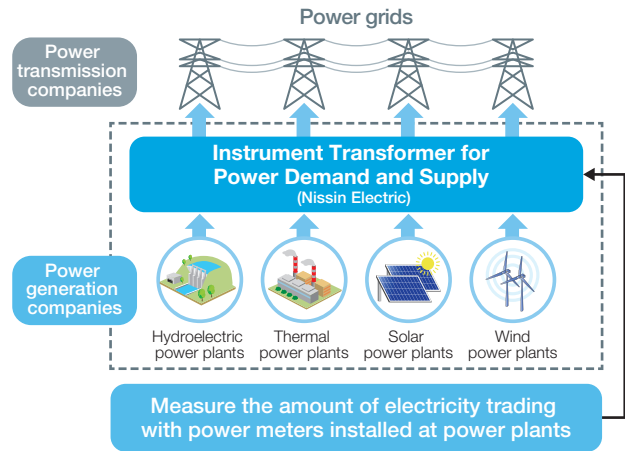 Power grids
Power
transmission
companies
Instrument Transformer for
Power Demand and Supply
(Nissin Electric)
Power
generation
companies
Hydroelectric
power plants
Thermal
power plants
Solar
power plants
Wind
power plants
Measure the amount of electricity trading
with power meters installed at power plants